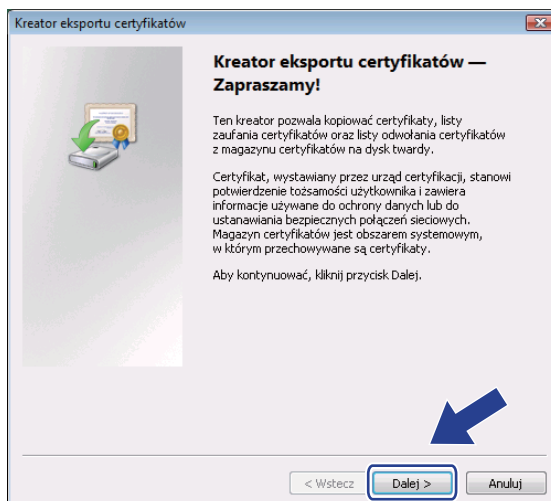 Kreator eksportu certyfikatów
Kreator eksportu certyfikatów —
Zapraszamy!
Ten kreator pozwala kopiować certyfikaty, listy
zaufania certyfikatów oraz listy odwołania certyfikatów
z magazynu certyfikatów na dysk twardy.
Certyfikat, wystawiany przez urząd certyfikacji, stanowi
potwierdzenie tożsamości użytkownika i zawiera
informacje używane do ochrony danych lub do
ustanawiania bezpiecznych połączeń sieciowych.
Magazyn certyfikatów jest obszarem systemowym,
w którym przechowywane są certyfikaty.
Aby kontynuować, kliknij przycisk Dalej.
< Wstecz Dalej > Anuluj